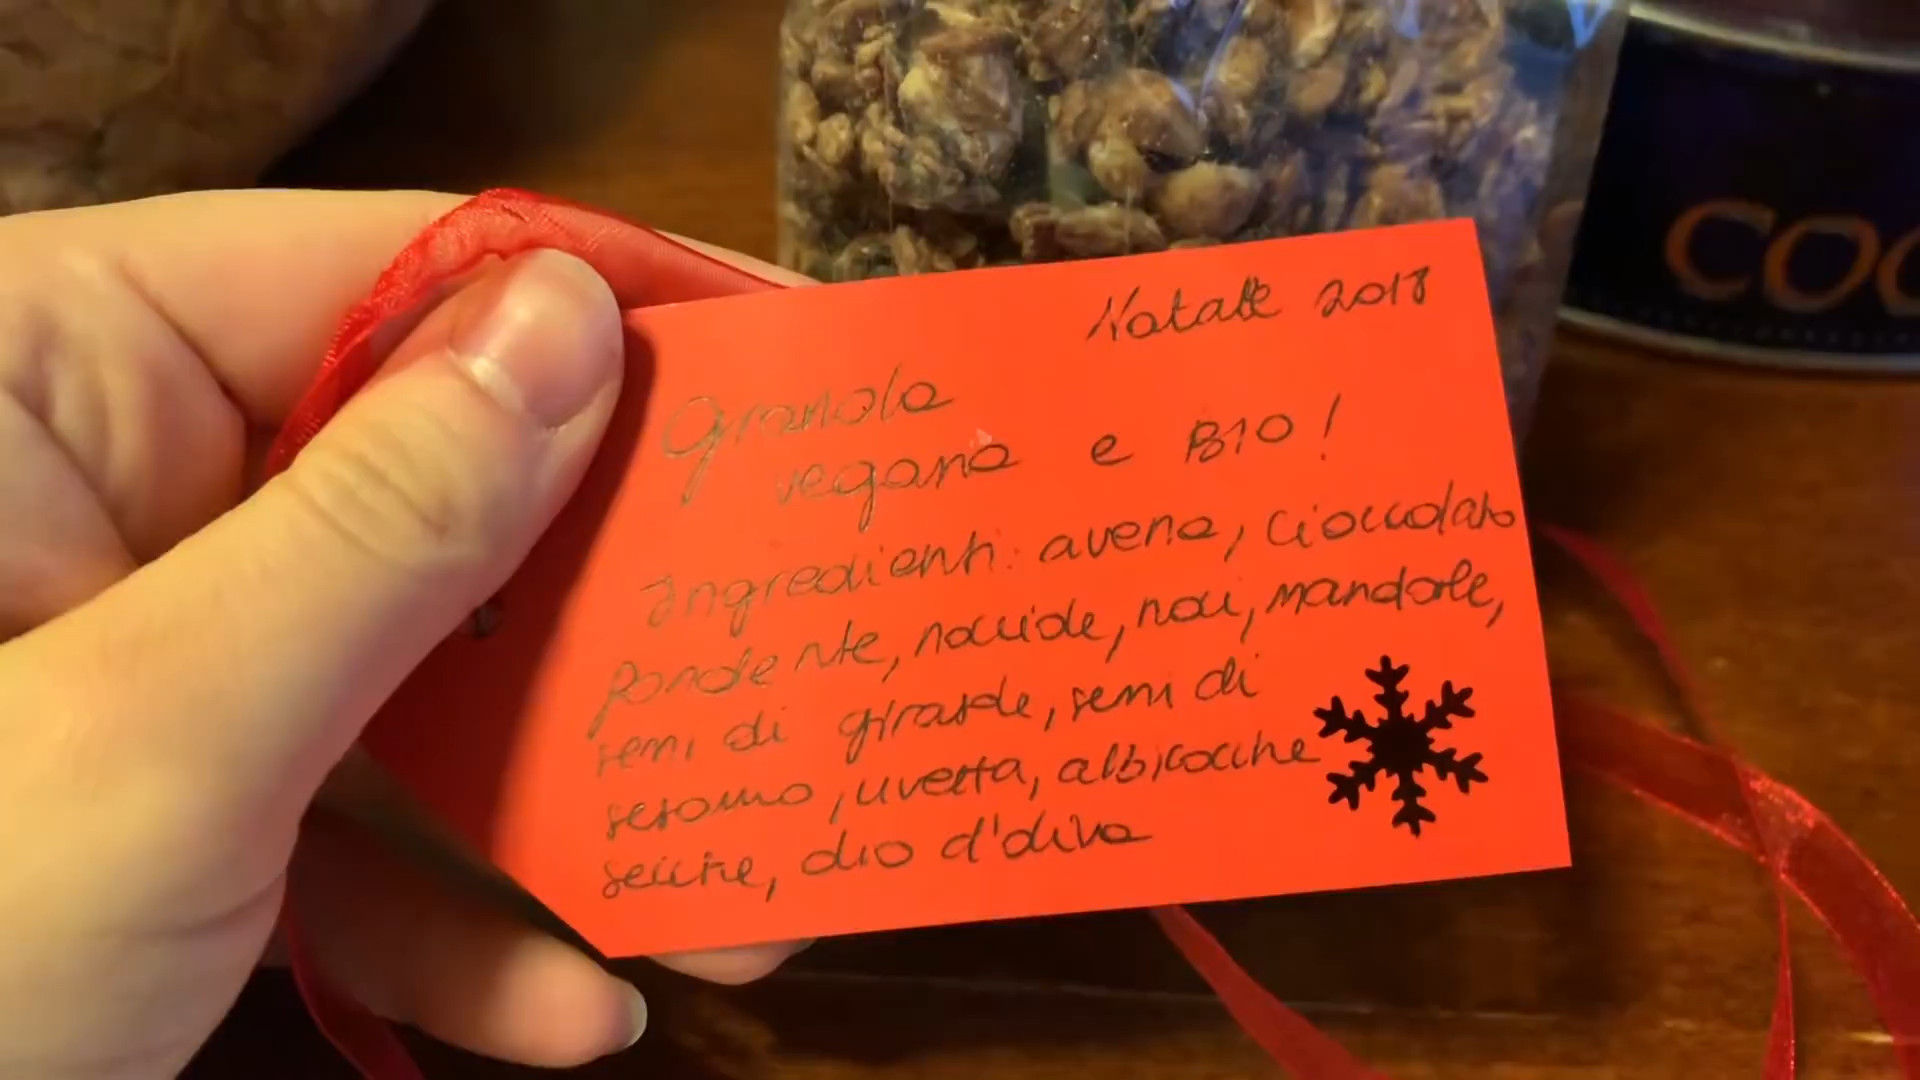 Natale 2018
Granola
vegana e BIO!
Ingredienti: avena, cioccolato
fondente, nocciole, noci, mandorle,
semi di girasole, semi di
sesamo, uvetta, albicocche
secche, olio d'oliva
COO